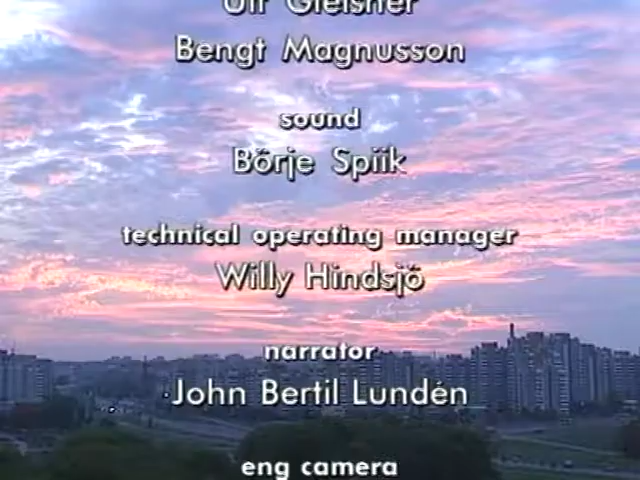 Bengt Magnusson
sound
Börje Spiik
technical operating manager
Willy Hindsjö
narrator
John Bertil Lundén
eng camera